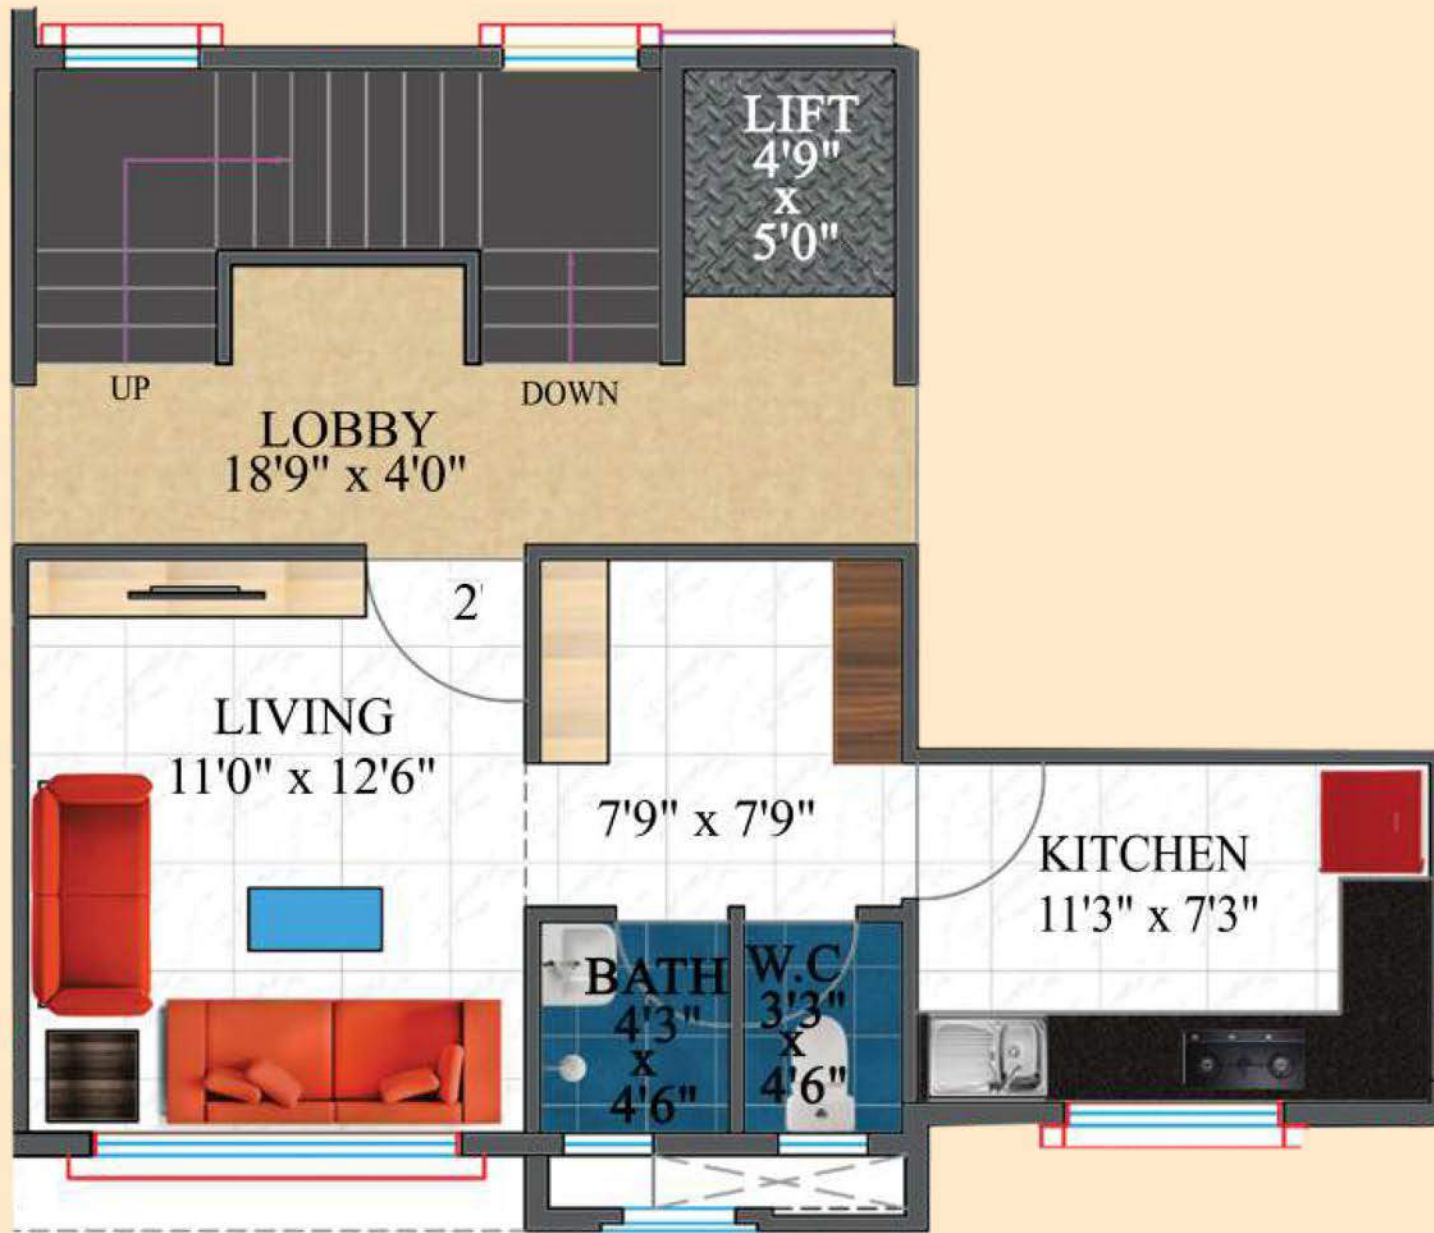 LIFT
4'9"
x
5'0"
UP
DOWN
LOBBY
18'9" x 4'0"
2'
LIVING
11'0" x 12'6"
7'9" x 7'9"
KITCHEN
11'3" x 7'3"
BATH
4'3"
x
4'6"
W.C
3'3"
x
4'6"